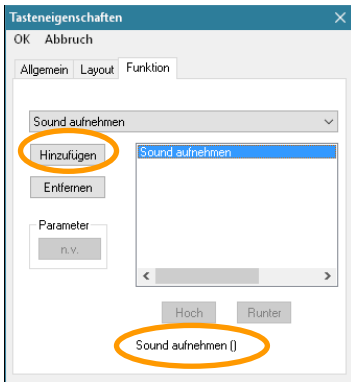 Tasteneigenschaften
OK Abbruch
Allgemein Layout Funktion
Sound aufnehmen
Hinzufügen
Sound aufnehmen
Entfernen
Parameter
n.v.
Hoch Runter
Sound aufnehmen ()